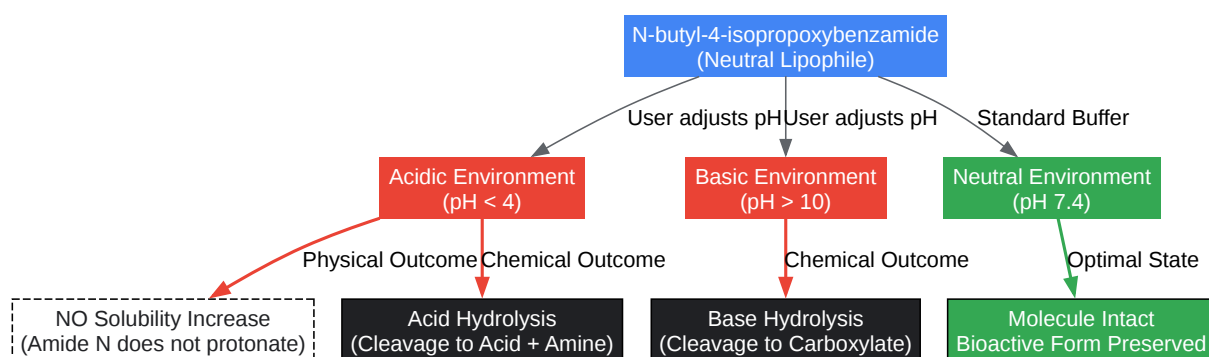 N-butyl-4-isopropoxybenzamide
(Neutral Lipophile)
User adjusts pH
User adjusts pH
Standard Buffer
Acidic Environment
(pH < 4)
Basic Environment
(pH > 10)
Neutral Environment
(pH 7.4)
Physical Outcome
Chemical Outcome
Chemical Outcome
Optimal State
NO Solubility Increase
(Amide N does not protonate)
Acid Hydrolysis
(Cleavage to Acid + Amine)
Base Hydrolysis
(Cleavage to Carboxylate)
Molecule Intact
Bioactive Form Preserved